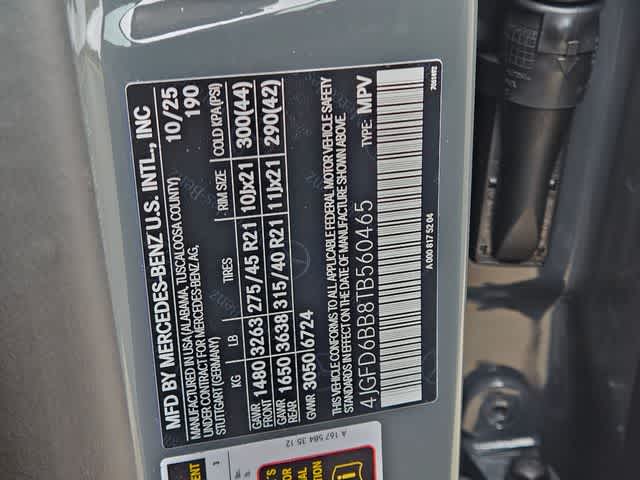 MFD BY MERCEDES-BENZ U.S. INTL., INC 10/25
MANUFACTURED IN USA (ALABAMA, TUSCALOOSA COUNTY) 190
UNDER CONTRACT FOR MERCEDES-BENZ AG,
STUTTGART (GERMANY)
KG LB TIRES RIM SIZE COLD KPA(PSI)
GAWR FRONT 1480 3263 275/45 R21 10Jx21 300(44)
GAWR REAR 1650 3638 315/40 R21 11Jx21 290(42)
GWR 3050 6724
THIS VEHICLE CONFORMS TO ALL APPLICABLE FEDERAL MOTOR VEHICLE SAFETY
STANDARDS IN EFFECT ON THE DATE OF MANUFACTURE SHOWN ABOVE.
4JGFD6BB8TB560465 TYPE: MPV
A 000 817 52 04
A 167 584 35 12